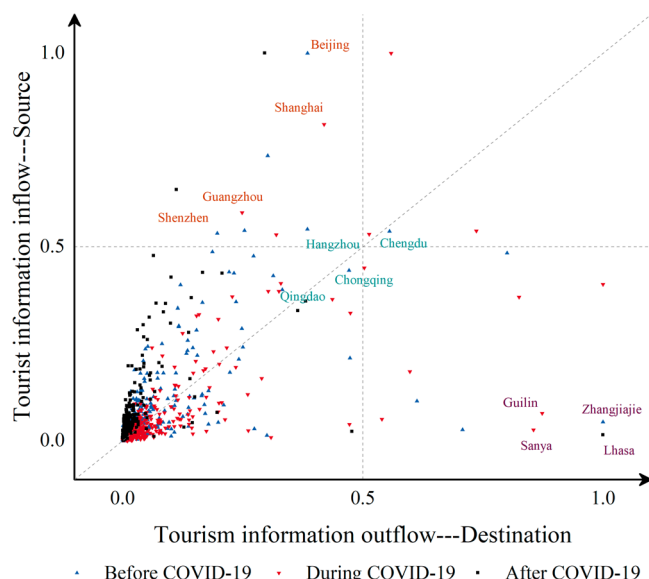 Tourist information inflow---Source
1.0
0.5
0.0
Beijing
Shanghai
Guangzhou
Shenzhen
Hangzhou
Chengdu
Chongqing
Qingdao
Guilin
Zhangjiajie
Sanya
Lhasa
0.0 0.5 1.0
Tourism information outflow---Destination
Before COVID-19 During COVID-19 After COVID-19